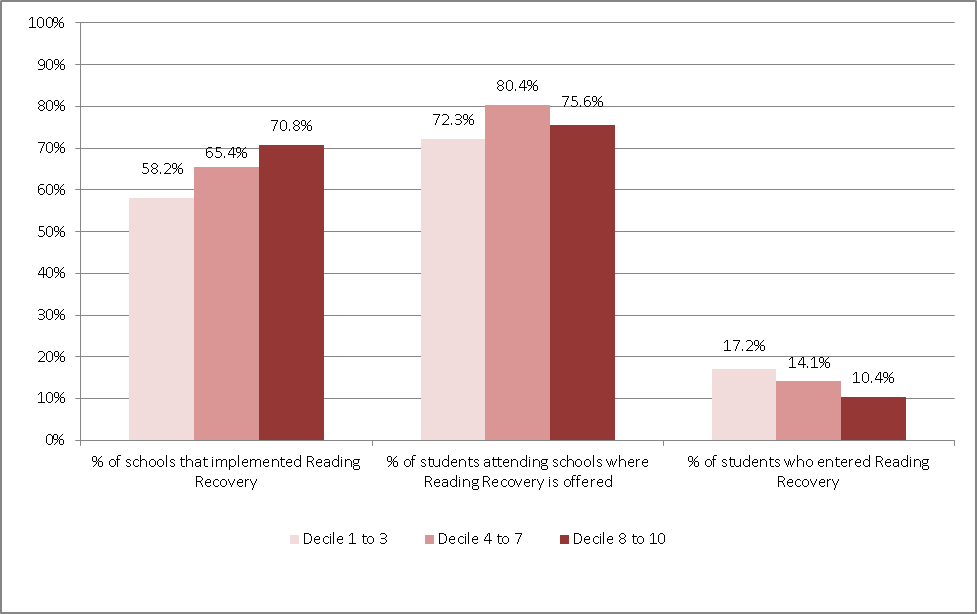 100%
90%
80%
70%
60%
50%
40%
30%
20%
10%
0%
58.2%
65.4%
70.8%
72.3%
80.4%
75.6%
17.2%
14.1%
10.4%
% of schools that implemented Reading
Recovery
% of students attending schools where
Reading Recovery is offered
% of students who entered Reading
Recovery
Decile 1 to 3
Decile 4 to 7
Decile 8 to 10